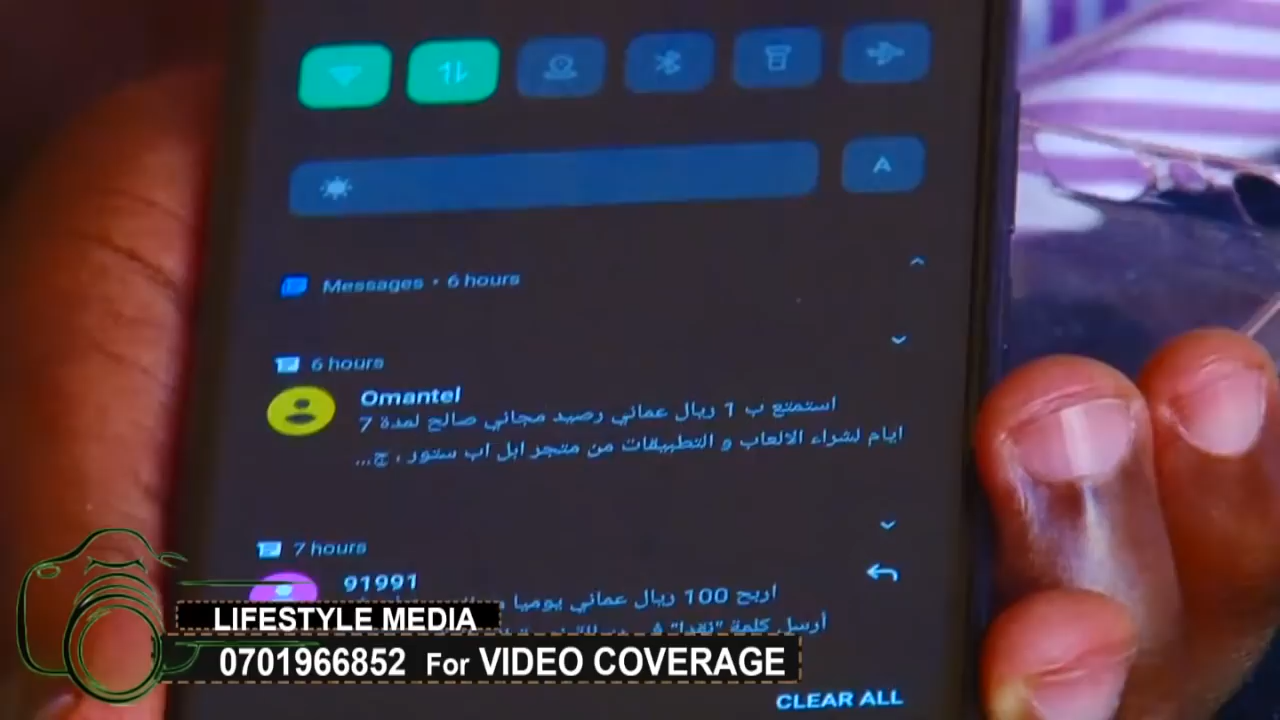 A
Messages • 6 hours
6 hours
Omantel
استمتع ب 1 ريال عماني رصيد مجاني صالح لمدة 7
ايام لشراء الالعاب و التطبيقات من متجر ابل اب ستور ، ج...
7 hours
91991
اربح 100 ريال عماني يوميا
أرسل كلمة "نقدا"
LIFESTYLE MEDIA
0701966852 For VIDEO COVERAGE
CLEAR ALL